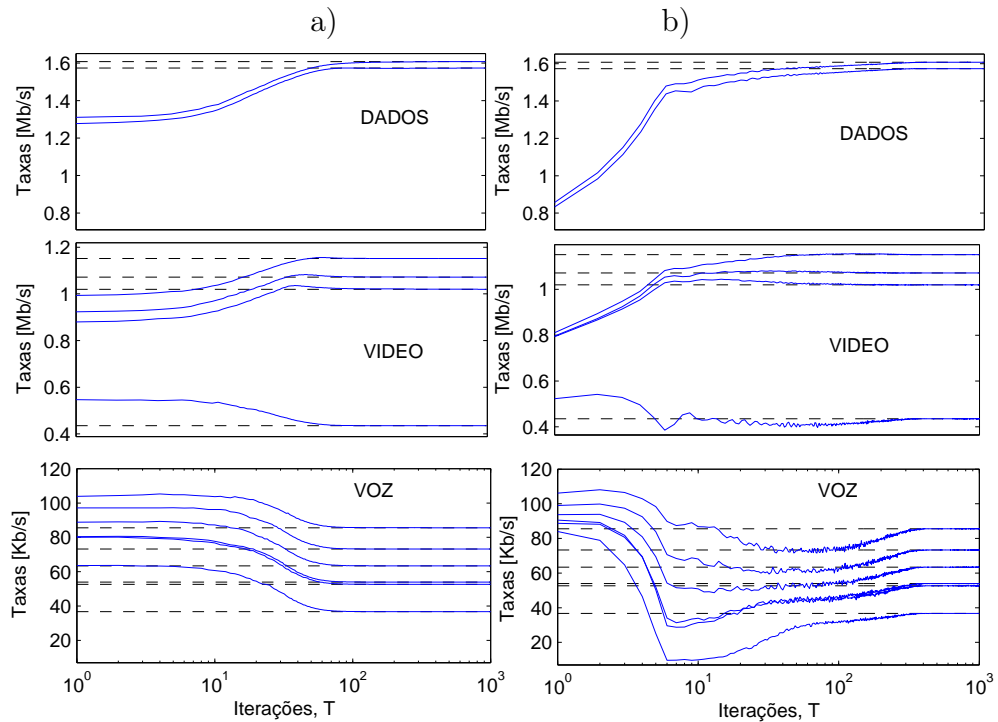 a)
b)
Taxas [Mb/s]
1.6
1.4
1.2
1
0.8
DADOS
Taxas [Mb/s]
1.6
1.4
1.2
1
0.8
DADOS
Taxas [Mb/s]
1.2
1
0.8
0.6
0.4
VIDEO
Taxas [Mb/s]
1
0.8
0.6
0.4
VIDEO
Taxas [Kb/s]
120
100
80
60
40
20
VOZ
10^0
10^1
10^2
10^3
Iterações, T
Taxas [Kb/s]
120
100
80
60
40
20
VOZ
10^0
10^1
10^2
10^3
Iterações, T